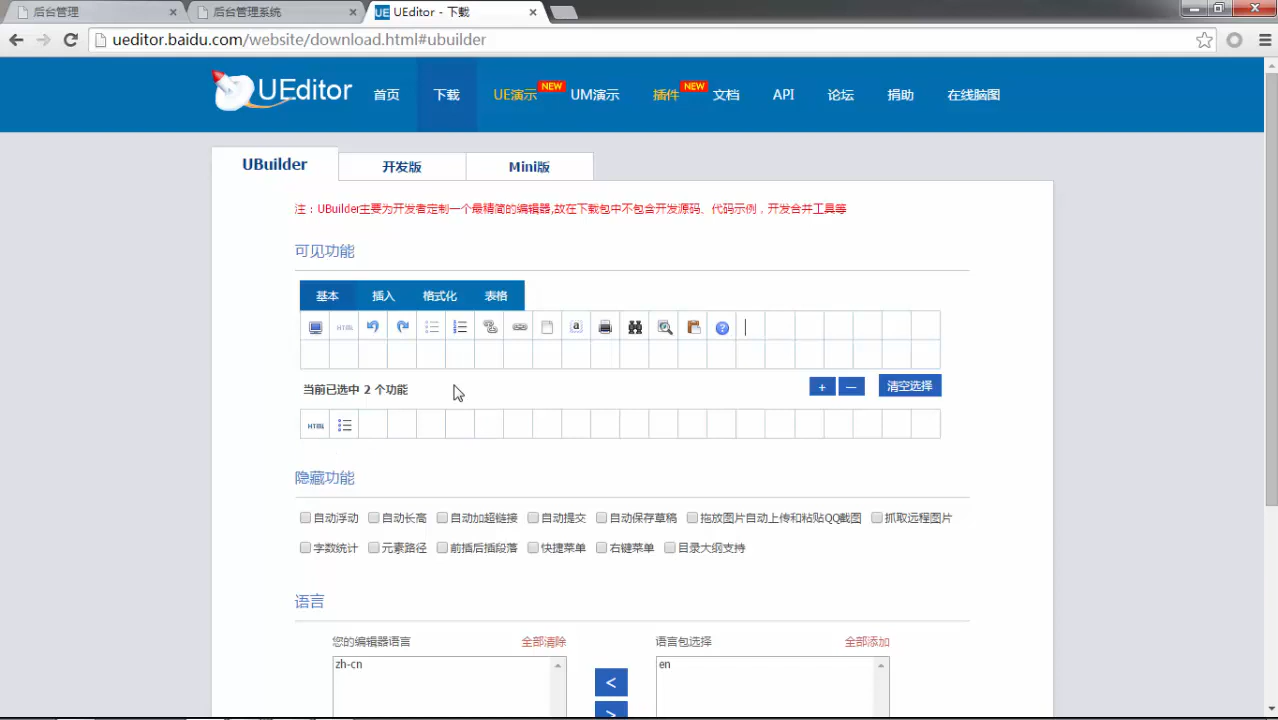 后台管理
后台管理系统
UE UEditor - 下载
ueditor.baidu.com/website/download.html#ubuilder
UEditor 首页 下载 UE演示 NEW UM演示 插件 NEW 文档 API 论坛 捐助 在线脑图
UBuilder 开发版 Mini版
注：UBuilder主要为开发者定制一个最精简的编辑器,故在下载包中不包含开发源码、代码示例，开发合并工具等
可见功能
基本 插入 格式化 表格
HTML a ?
当前已选中 2 个功能 + — 清空选择
HTML
隐藏功能
自动浮动 自动长高 自动加超链接 自动提交 自动保存草稿 拖放图片自动上传和粘贴QQ截图 抓取远程图片
字数统计 元素路径 前插后插段落 快捷菜单 右键菜单 目录大纲支持
语言
您的编辑器语言 全部清除 语言包选择 全部添加
zh-cn < en
>